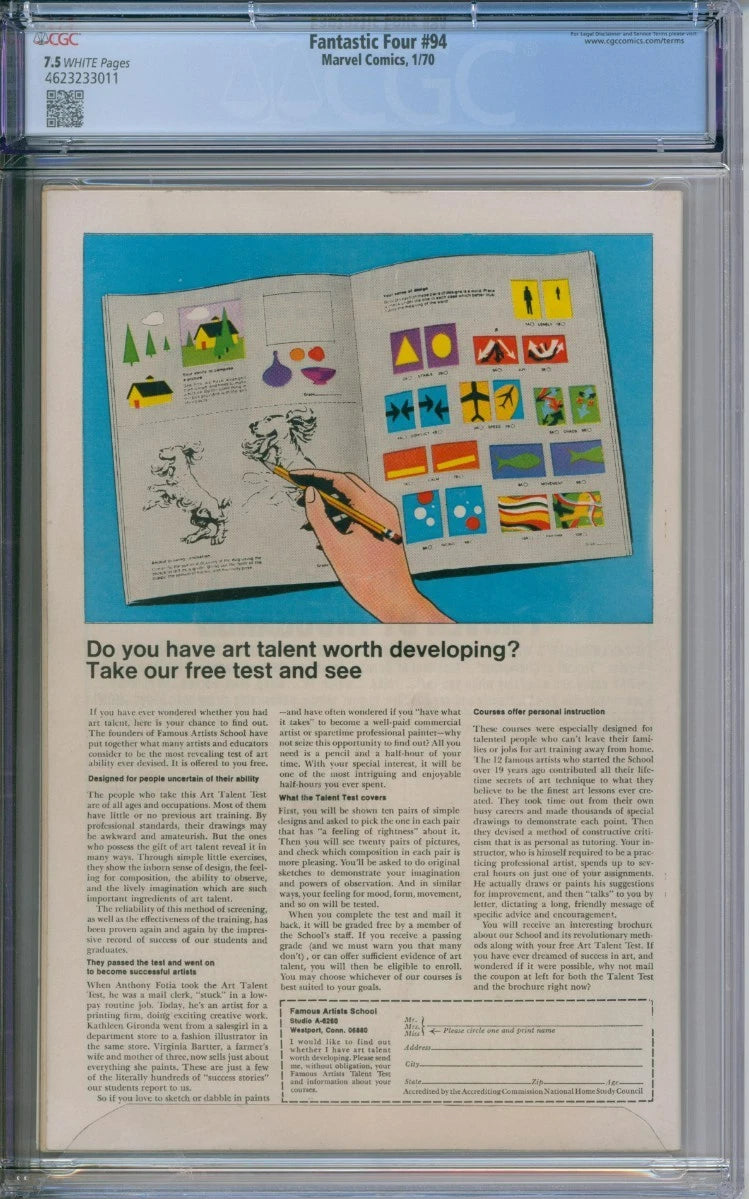 CGC
7.5 WHITE Pages
4623233011
Fantastic Four #94
Marvel Comics, 1/70
For Legal Disclaimer and Service Terms please visit
www.cgccomics.com/terms
CGC
Your sense of design
Do you have art talent worth developing?
Take our free test and see
If you have ever wondered whether you had
art talent, here is your chance to find out.
The founders of Famous Artists School have
put together what many artists and educators
consider to be the most revealing test of art
ability ever devised. It is offered to you free.
Designed for people uncertain of their ability
The people who take this Art Talent Test
are of all ages and occupations. Most of them
have little or no previous art training. By
professional standards, their drawings may
be awkward and amateurish. But the ones
who possess the gift of art talent reveal it in
many ways. Through simple little exercises,
they show the inborn sense of design, the feel-
ing for composition, the ability to observe,
and the lively imagination which are such
important ingredients of art talent.
The reliability of this method of screening,
as well as the effectiveness of the training, has
been proven again and again by the impres-
sive record of success of our students and
graduates.
They passed the test and went on
to become successful artists
When Anthony Fotia took the Art Talent
Test, he was a mail clerk, "stuck" in a low-
pay routine job. Today, he's an artist for a
printing firm, doing exciting creative work.
Kathleen Gironda went from a salesgirl in a
department store to a fashion illustrator in
the same store. Virginia Bartter, a farmer's
wife and mother of three, now sells just about
everything she paints. These are just a few
of the literally hundreds of "success stories"
our students report to us.
So if you love to sketch or dabble in paints
—and have often wondered if you "have what
it takes" to become a well-paid commercial
artist or sparetime professional painter—why
not seize this opportunity to find out? All you
need is a pencil and a half-hour of your
time. With your special interest, it will be
one of the most intriguing and enjoyable
half-hours you ever spent.
What the Talent Test covers
First, you will be shown ten pairs of simple
designs and asked to pick the one in each pair
that has "a feeling of rightness" about it.
Then you will see twenty pairs of pictures,
and check which composition in each pair is
more pleasing. You'll be asked to do original
sketches to demonstrate your imagination
and powers of observation. And in similar
ways, your feeling for mood, form, movement,
and so on will be tested.
When you complete the test and mail it
back, it will be graded free by a member of
the School's staff. If you receive a passing
grade (and we must warn you that many
don't), or can offer sufficient evidence of art
talent, you will then be eligible to enroll.
You may choose whichever of our courses is
best suited to your goals.
Courses offer personal instruction
These courses were especially designed for
talented people who can't leave their fami-
lies or jobs for art training away from home.
The 12 famous artists who started the School
over 19 years ago contributed all their life-
time secrets of art technique to what they
believe to be the finest art lessons ever cre-
ated. They took time out from their own
busy careers and made thousands of special
drawings to demonstrate each point. Then
they devised a method of constructive criti-
cism that is as personal as tutoring. Your in-
structor, who is himself required to be a prac-
ticing professional artist, spends up to sev-
eral hours on just one of your assignments.
He actually draws or paints his suggestions
for improvement, and then "talks" to you by
letter, dictating a long, friendly message of
specific advice and encouragement.
You will receive an interesting brochure
about our School and its revolutionary meth-
ods along with your free Art Talent Test. If
you have ever dreamed of success in art, and
wondered if it were possible, why not mail
the coupon at left for both the Talent Test
and the brochure right now?
Famous Artists School
Studio A-6260
Westport, Conn. 06880
I would like to find out
whether I have art talent
worth developing. Please send
me, without obligation, your
Famous Artists Talent Test
and information about your
courses.
Mr.
Mrs.
Miss
Please circle one and print name
Address
City
State Zip Age
Accredited by the Accrediting Commission National Home Study Council